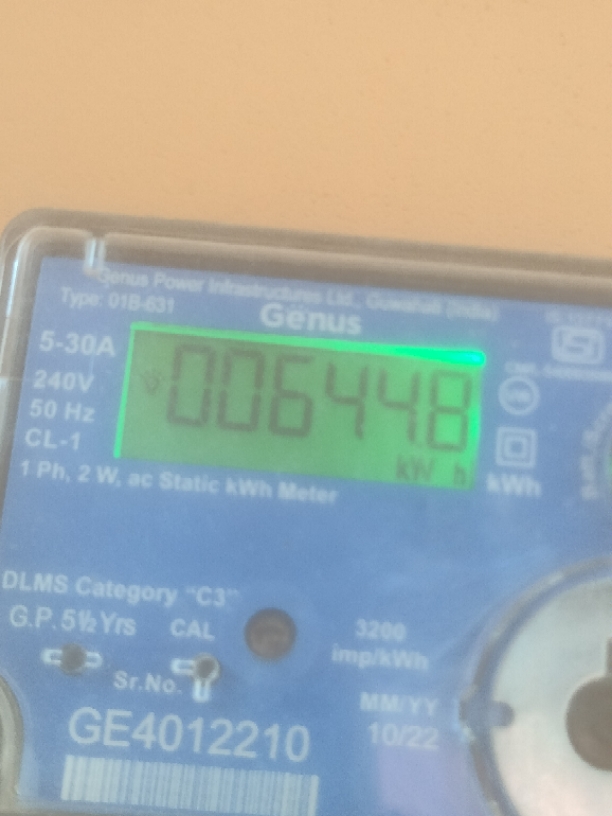 Genus Power Infrastructures Ltd., Guwahati (India)
Type: 01B-631
Genus
5-30A
240V
50 Hz
CL-1
00644.8
kW h
kWh
1 Ph, 2 W, ac Static kWh Meter
DLMS Category "C3"
G.P. 5½ Yrs
CAL
3200
imp/kWh
Sr.No.
MM/YY
10/22
GE4012210